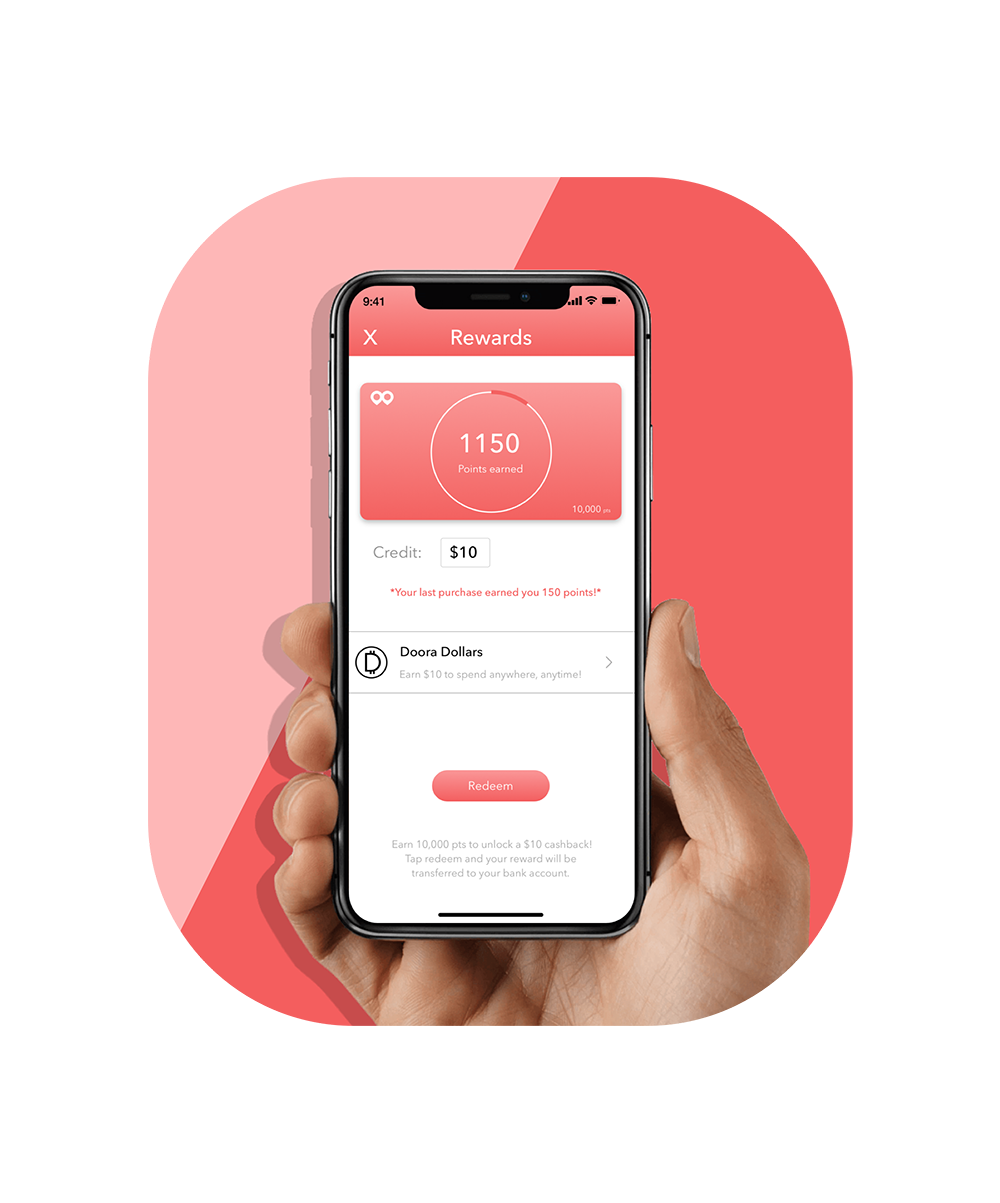 9:41
X Rewards
1150
Points earned
10,000 pts
Credit: $10
*Your last purchase earned you 150 points!*
Doora Dollars
Earn $10 to spend anywhere, anytime!
Redeem
Earn 10,000 pts to unlock a $10 cashback!
Tap redeem and your reward will be
transferred to your bank account.